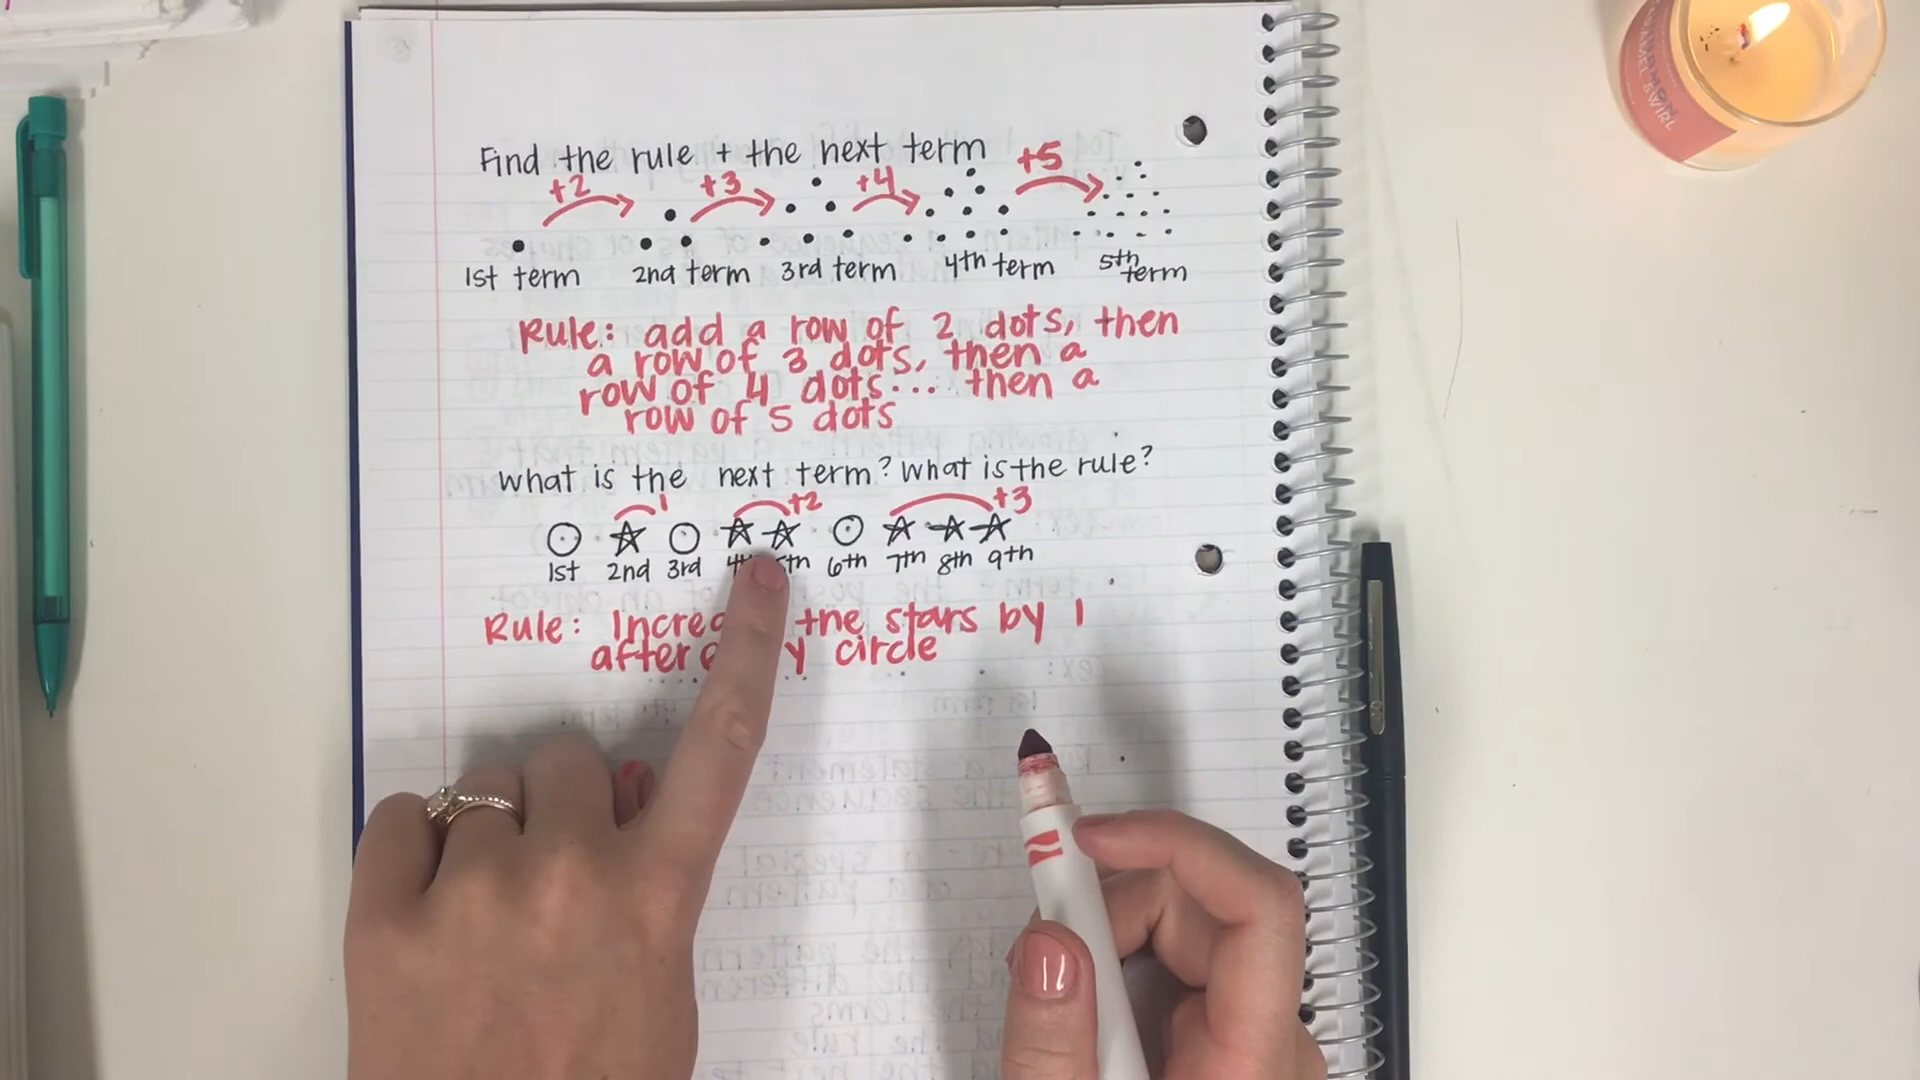 Find the rule + the next term
+2 +3 +4 +5
1st term 2nd term 3rd term 4th term 5th term
Rule: add a row of 2 dots, then
a row of 3 dots, then a
row of 4 dots... then a
row of 5 dots
What is the next term? What is the rule?
1 +2 +3
1st 2nd 3rd 6th 7th 8th 9th
Rule: the stars by 1
after circle
SWIRL